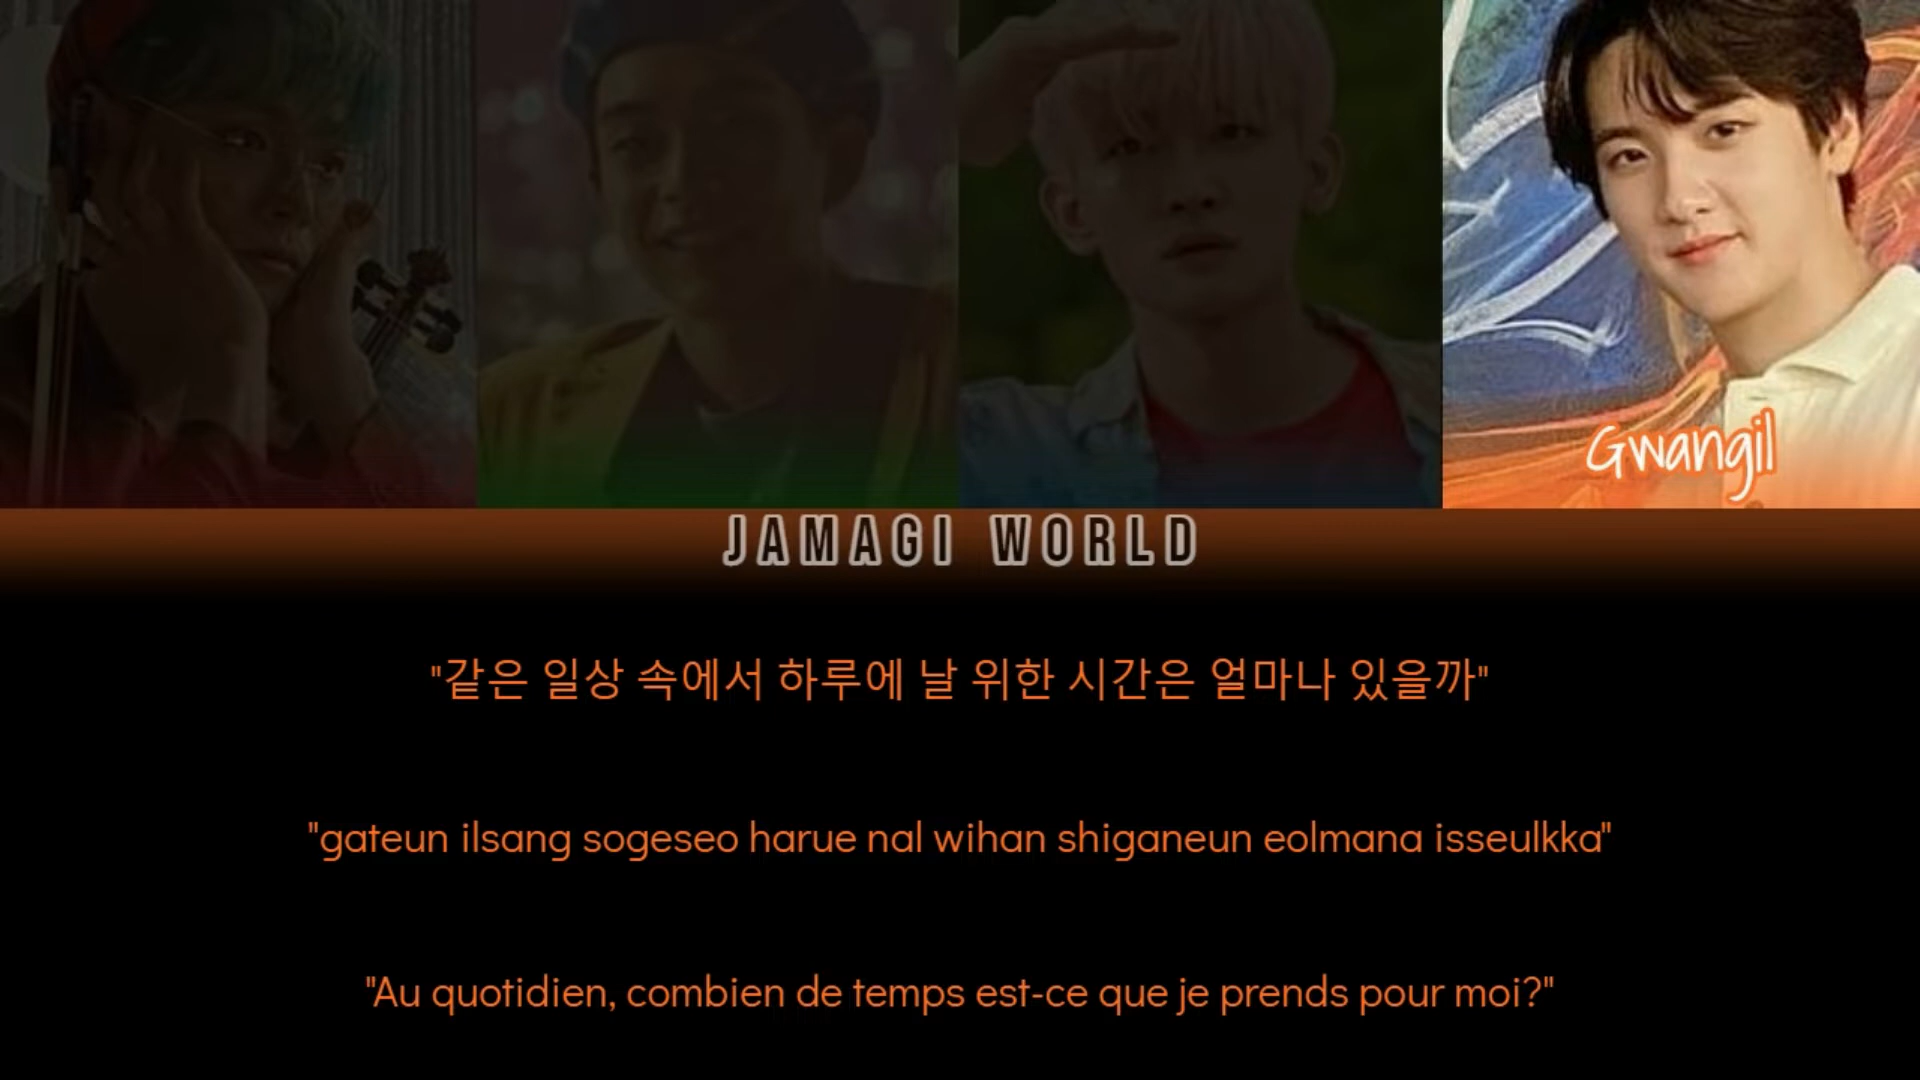 Gwangil
JAMAGI WORLD
"같은 일상 속에서 하루에 날 위한 시간은 얼마나 있을까"
"gateun ilsang sogeseo harue nal wihan shiganeun eolmana isseulkka"
"Au quotidien, combien de temps est-ce que je prends pour moi?"